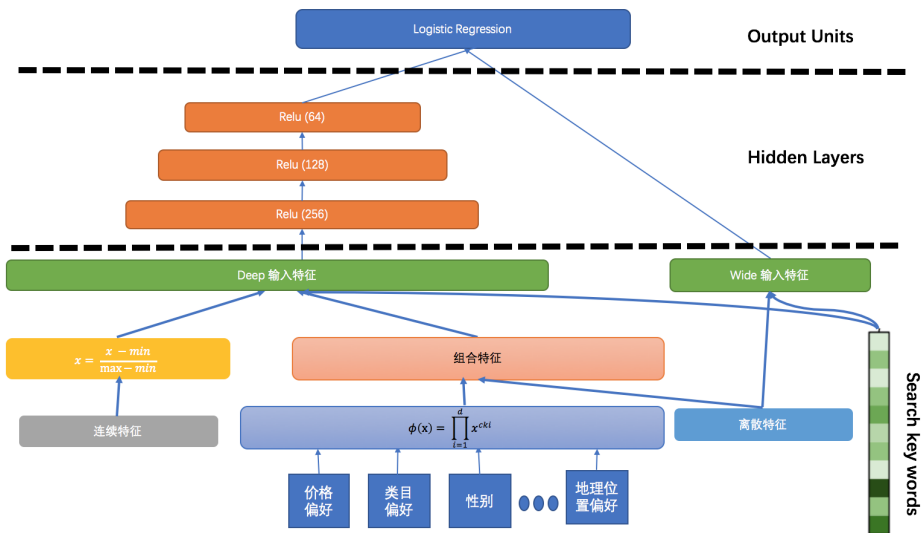 Logistic Regression
Output Units
Relu (64)
Relu (128)
Hidden Layers
Relu (256)
Deep 输入特征
Wide 输入特征
x = (x − min) / (max − min)
组合特征
连续特征
ϕ(x) = ∏_{i=1}^{d} x^{cki}
离散特征
Search key words
价格
偏好
类目
偏好
性别
地理位
置偏好